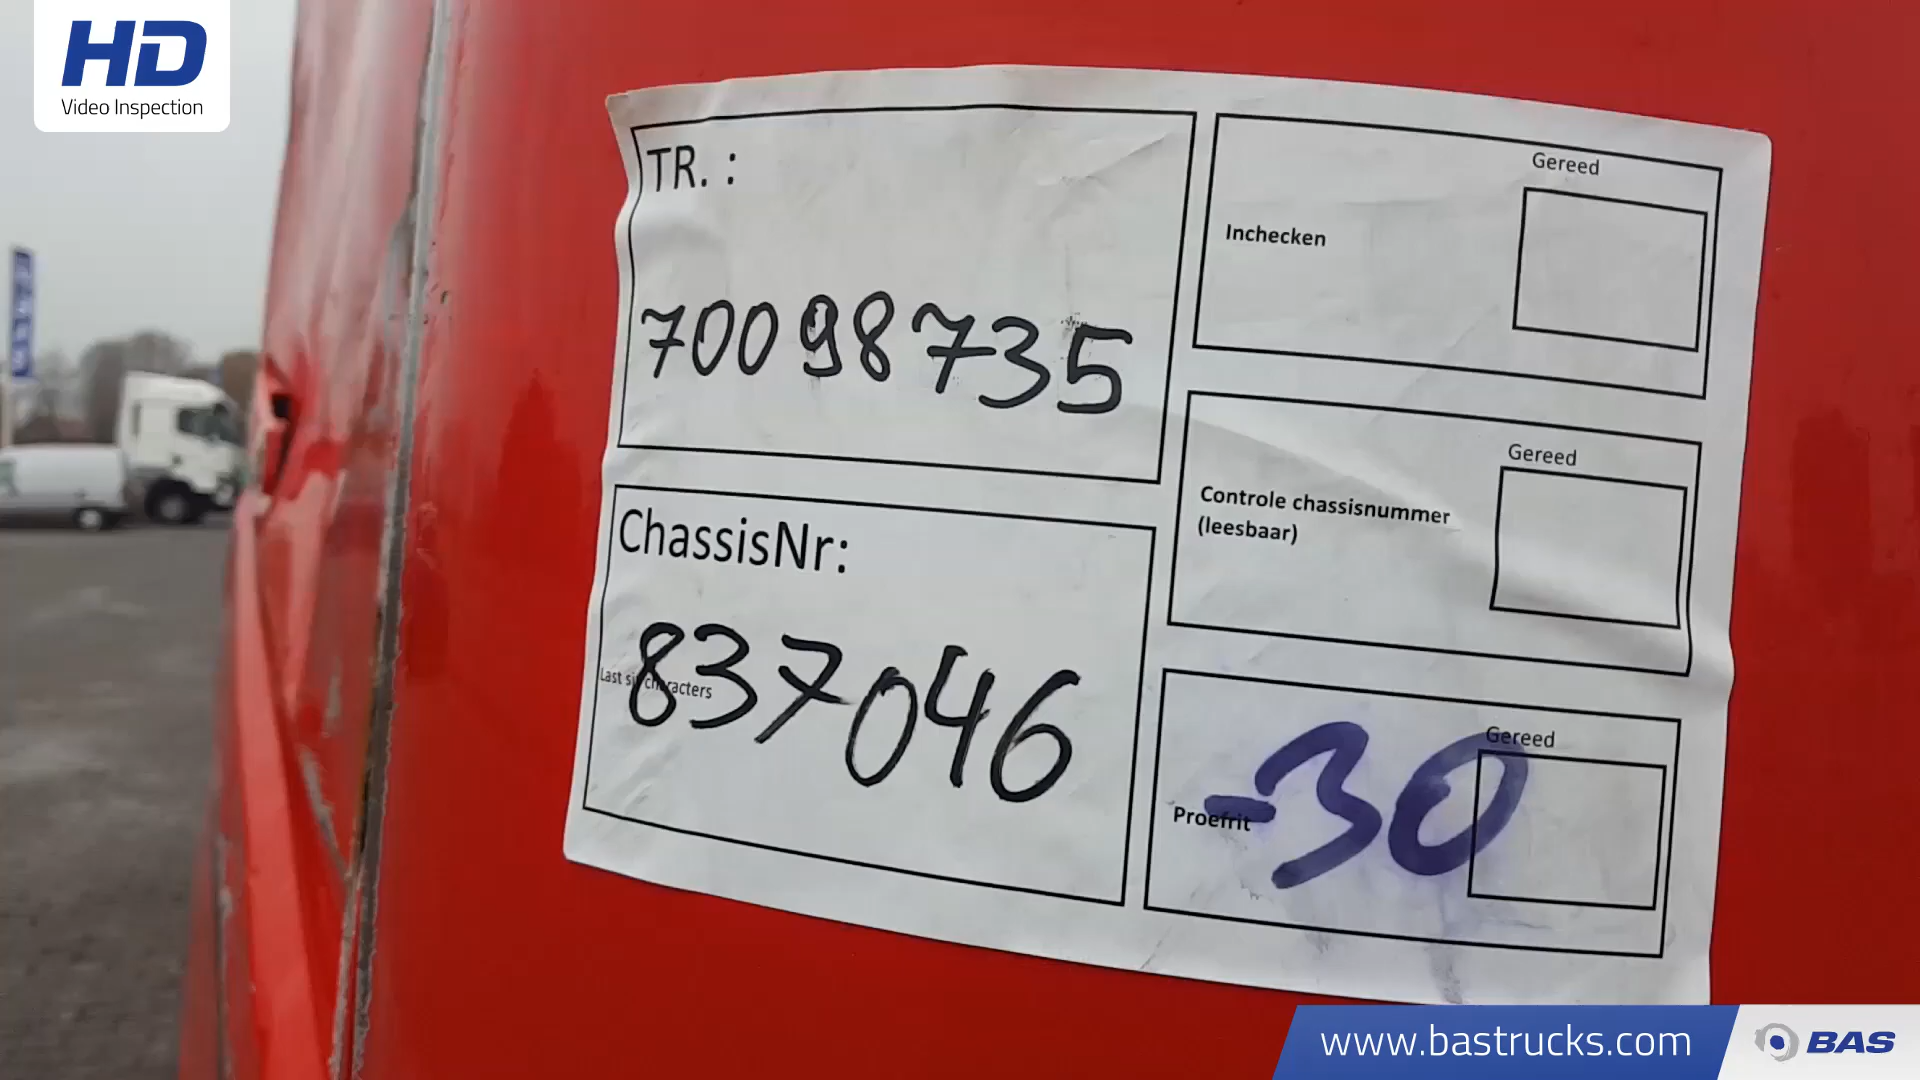 HD
Video Inspection
TR. :
70098735
ChassisNr:
Last six characters
837046
Gereed
Inchecken
Gereed
Controle chassisnummer
(leesbaar)
Gereed
Proefrit
-30
www.bastrucks.com
BAS